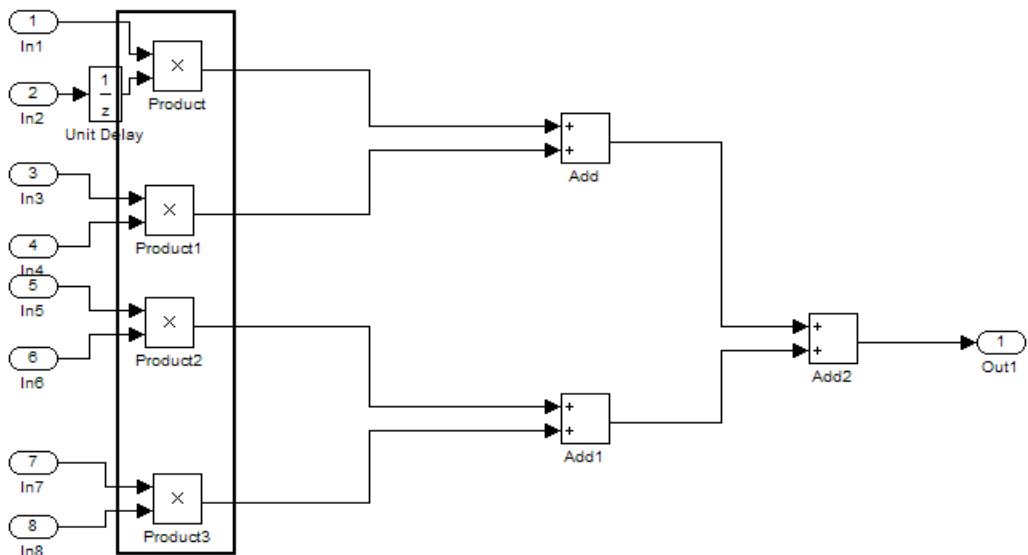 1
In1
×
Product
2
In2
1
z
Unit Delay
3
In3
×
Product1
4
In4
5
In5
×
Product2
6
In6
7
In7
×
Product3
8
In8
+
+
Add
+
+
Add1
+
+
Add2
1
Out1